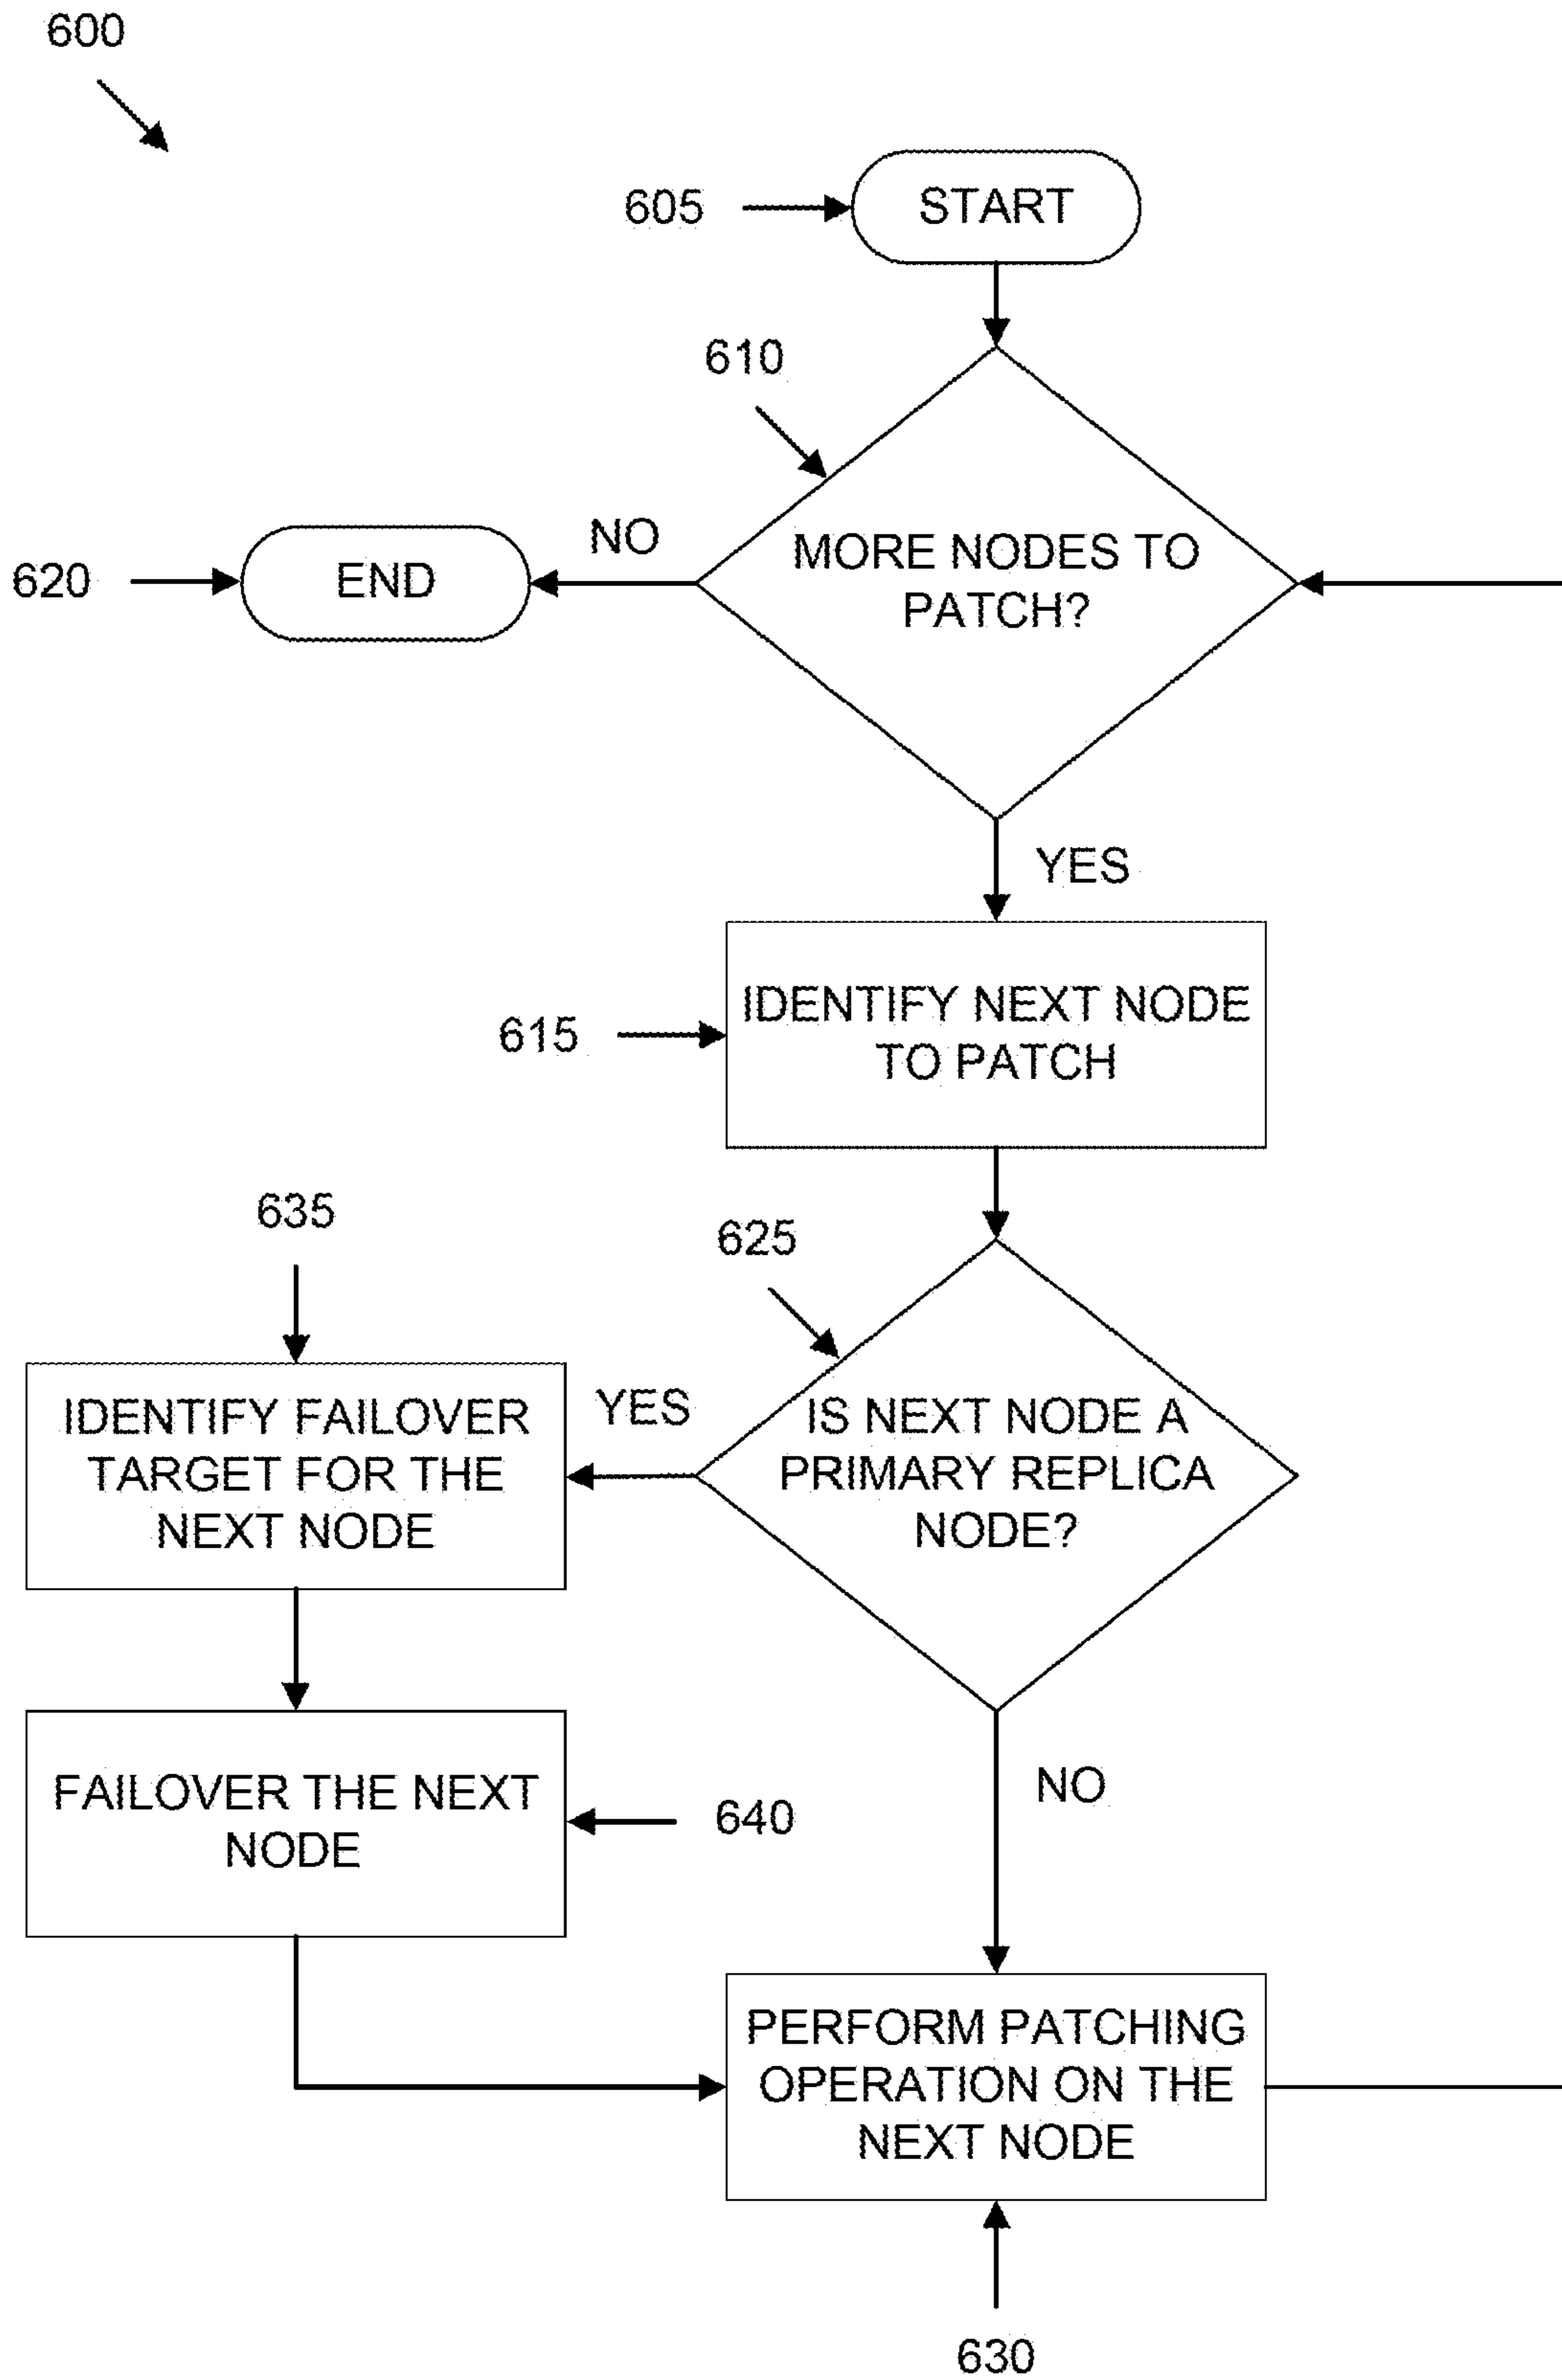 600
605
START
610
NO
MORE NODES TO
PATCH?
620
END
YES
615
IDENTIFY NEXT NODE
TO PATCH
635
625
IDENTIFY FAILOVER
TARGET FOR THE
NEXT NODE
YES
IS NEXT NODE A
PRIMARY REPLICA
NODE?
FAILOVER THE NEXT
NODE
640
NO
PERFORM PATCHING
OPERATION ON THE
NEXT NODE
630